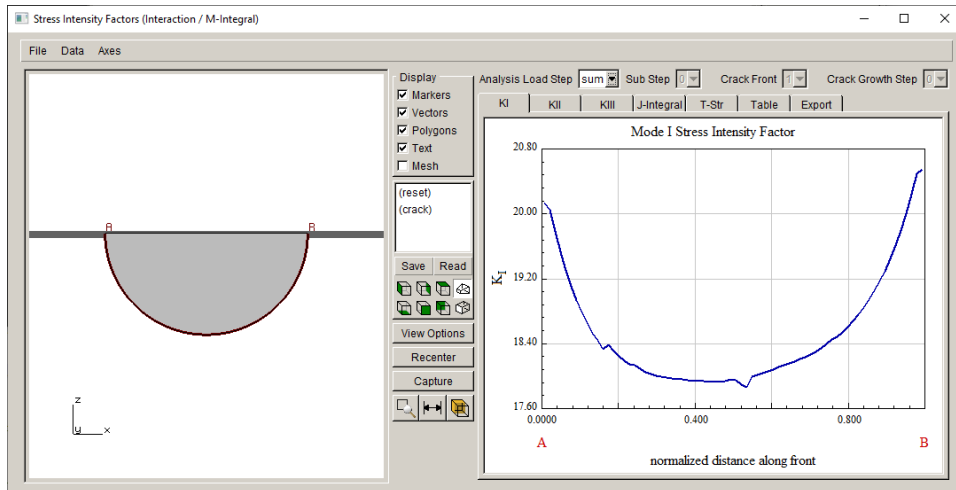 Stress Intensity Factors (Interaction / M-Integral)
File Data Axes
A B
z
y x
Display
Markers
Vectors
Polygons
Text
Mesh
(reset)
(crack)
Save Read
View Options
Recenter
Capture
Analysis Load Step sum Sub Step 0 Crack Front 1 Crack Growth Step 0
KI KII KIII J-Integral T-Str Table Export
Mode I Stress Intensity Factor
20.80
20.00
19.20
18.40
17.60
K_I
0.0000 0.400 0.800
A B
normalized distance along front